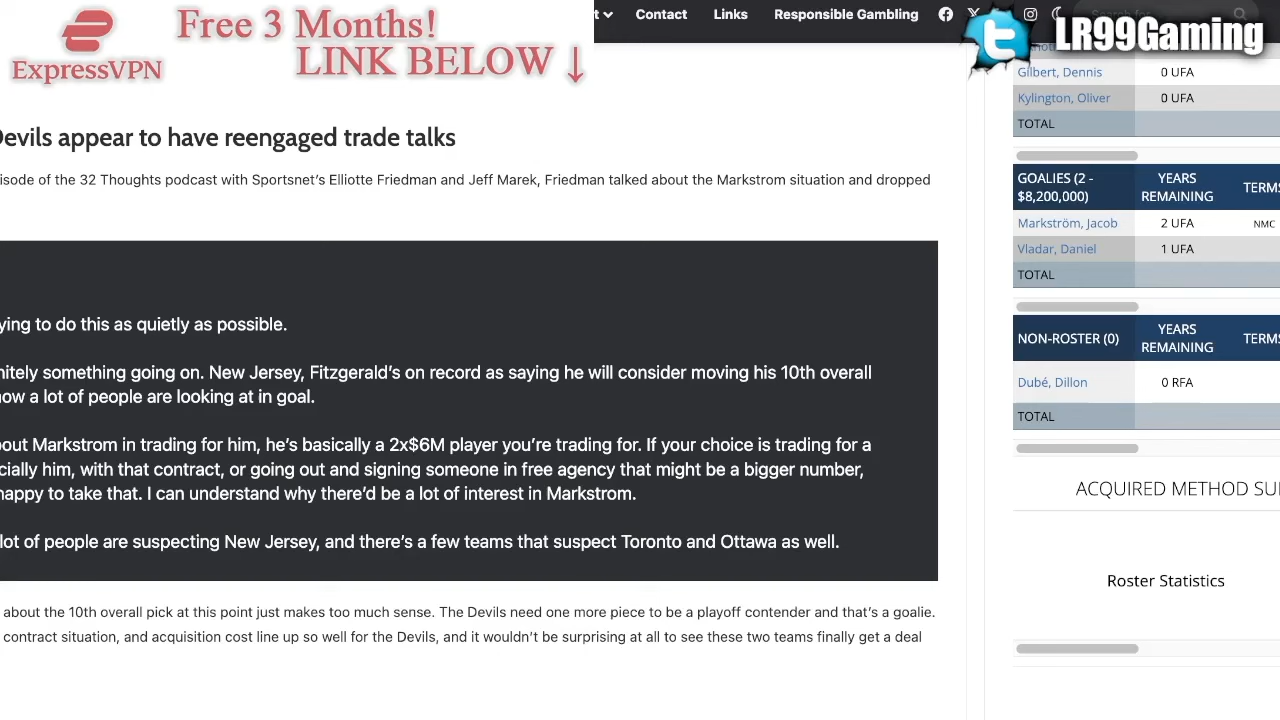 Free 3 Months!
LINK BELOW ↓
ExpressVPN
Contact
Links
Responsible Gambling
LR99Gaming
Devils appear to have reengaged trade talks
isode of the 32 Thoughts podcast with Sportsnet’s Elliotte Friedman and Jeff Marek, Friedman talked about the Markstrom situation and dropped
ying to do this as quietly as possible.
nitely something going on. New Jersey, Fitzgerald’s on record as saying he will consider moving his 10th overall
now a lot of people are looking at in goal.
bout Markstrom in trading for him, he’s basically a 2x$6M player you’re trading for. If your choice is trading for a
cially him, with that contract, or going out and signing someone in free agency that might be a bigger number,
happy to take that. I can understand why there’d be a lot of interest in Markstrom.
lot of people are suspecting New Jersey, and there’s a few teams that suspect Toronto and Ottawa as well.
about the 10th overall pick at this point just makes too much sense. The Devils need one more piece to be a playoff contender and that’s a goalie.
contract situation, and acquisition cost line up so well for the Devils, and it wouldn’t be surprising at all to see these two teams finally get a deal
Gilbert, Dennis 0 UFA
Kylington, Oliver 0 UFA
TOTAL
GOALIES (2 - $8,200,000) YEARS REMAINING TERMS
Markström, Jacob 2 UFA NMC
Vladar, Daniel 1 UFA
TOTAL
NON-ROSTER (0) YEARS REMAINING TERMS
Dubé, Dillon 0 RFA
TOTAL
ACQUIRED METHOD SU
Roster Statistics